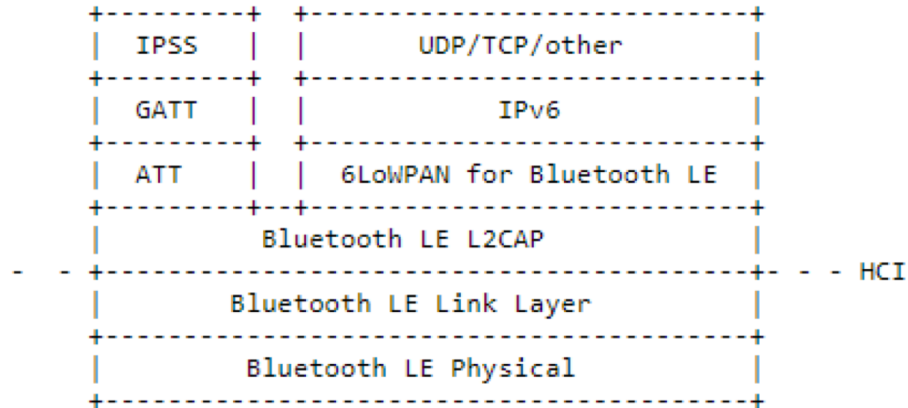 IPSS UDP/TCP/other
GATT IPv6
ATT 6LoWPAN for Bluetooth LE
Bluetooth LE L2CAP
- - - - - HCI
Bluetooth LE Link Layer
Bluetooth LE Physical